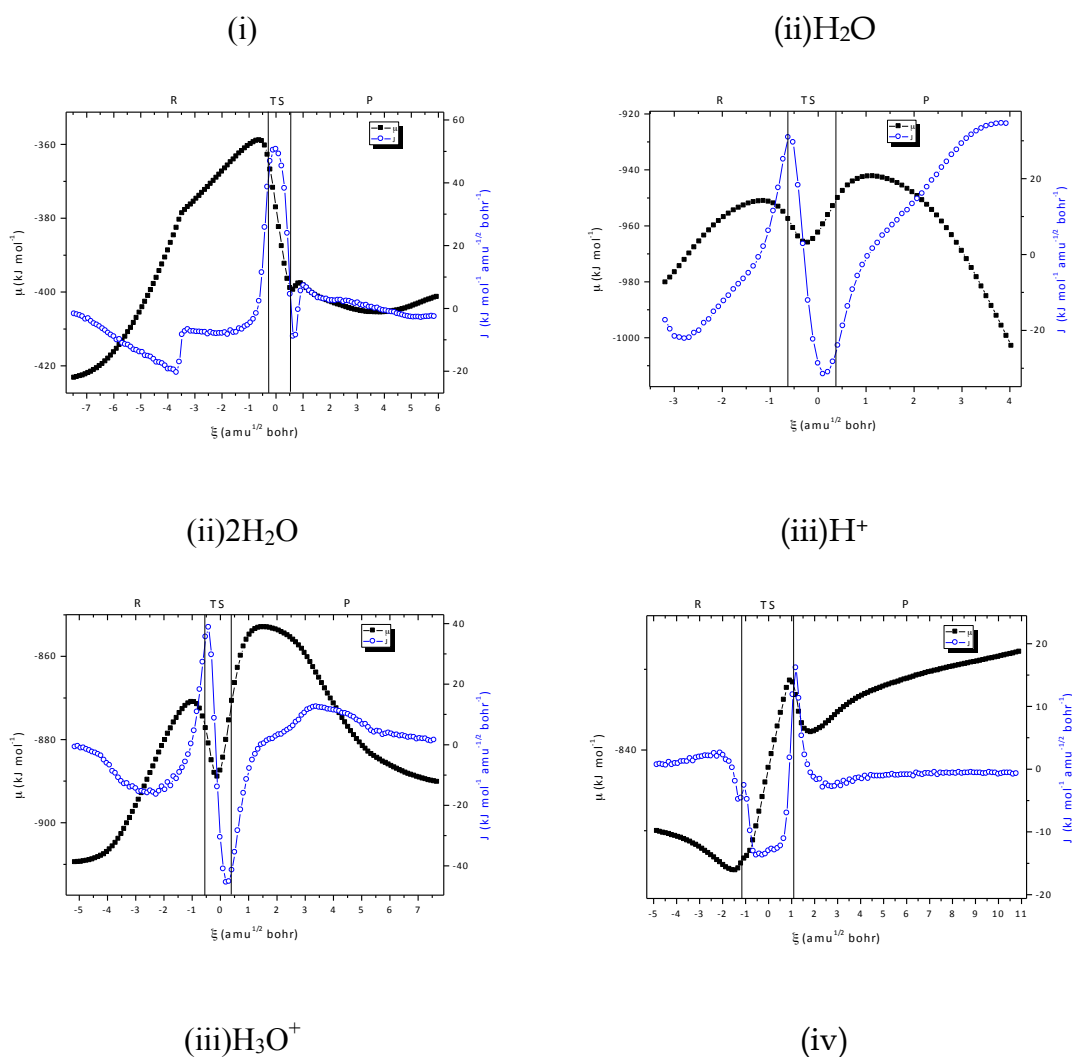 (i)
(ii)H₂O
R TS P
μ
J
-360
-380
-400
-420
60
40
20
0
-20
-7 -6 -5 -4 -3 -2 -1 0 1 2 3 4 5 6
μ (kJ mol⁻¹)
J (kJ mol⁻¹ amu⁻¹/² bohr⁻¹)
ξ (amu¹/² bohr)
R TS P
μ
J
-920
-940
-960
-980
-1000
20
0
-20
-3 -2 -1 0 1 2 3 4
μ (kJ mol⁻¹)
J (kJ mol⁻¹ amu⁻¹/² bohr⁻¹)
ξ (amu¹/² bohr)
(ii)2H₂O
(iii)H⁺
R TS P
μ
J
-860
-880
-900
40
20
0
-20
-40
-5 -4 -3 -2 -1 0 1 2 3 4 5 6 7
μ (kJ mol⁻¹)
J (kJ mol⁻¹ amu⁻¹/² bohr⁻¹)
ξ (amu¹/² bohr)
R TS P
μ
J
-840
20
10
0
-10
-20
-5 -4 -3 -2 -1 0 1 2 3 4 5 6 7 8 9 10 11
μ (kJ mol⁻¹)
J (kJ mol⁻¹ amu⁻¹/² bohr⁻¹)
ξ (amu¹/² bohr)
(iii)H₃O⁺
(iv)